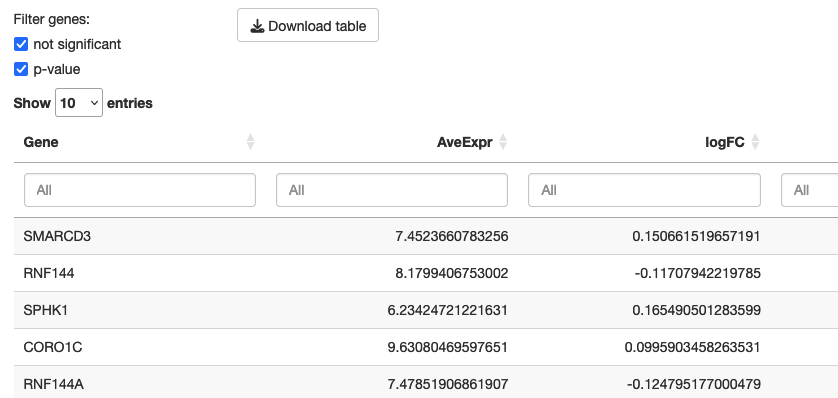 Filter genes:
Download table
not significant
p-value
Show 10 entries
Gene AveExpr logFC
All All All All
SMARCD3 7.4523660783256 0.150661519657191
RNF144 8.1799406753002 -0.11707942219785
SPHK1 6.23424721221631 0.165490501283599
CORO1C 9.63080469597651 0.0995903458263531
RNF144A 7.47851906861907 -0.124795177000479